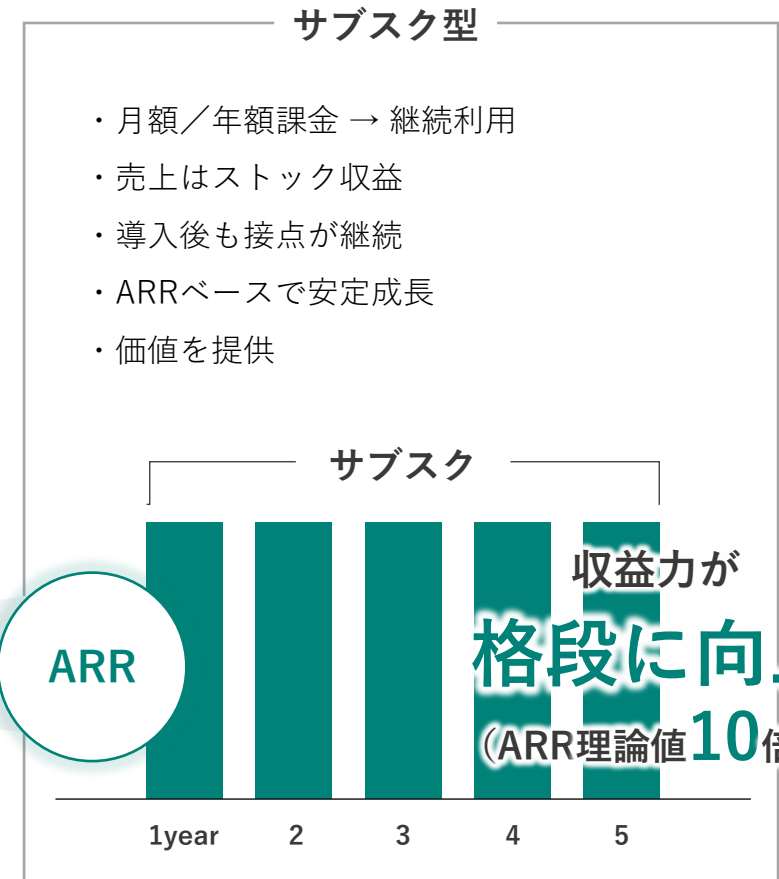 サブスク型
・月額／年額課金 → 継続利用
・売上はストック収益
・導入後も接点が継続
・ARRベースで安定成長
・価値を提供
サブスク
収益力が
格段に向
(ARR理論値10倍
ARR
1year 2 3 4 5